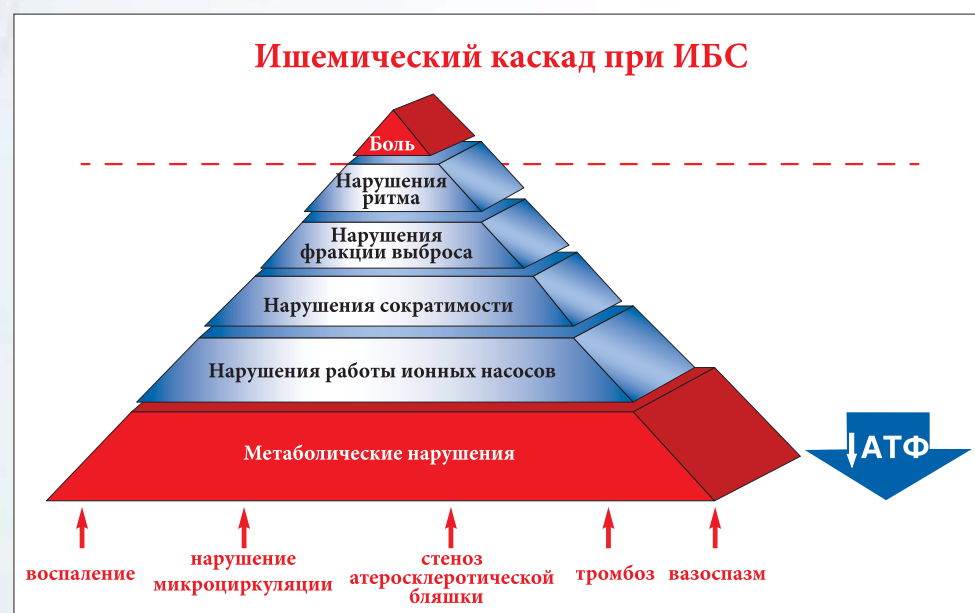 Ишемический каскад при ИБС
Боль
Нарушения
ритма
Нарушения
фракции выброса
Нарушения сократимости
Нарушения работы ионных насосов
Метаболические нарушения
↓АТФ
воспаление
нарушение
микроциркуляции
стеноз
атеросклеротической
бляшки
тромбоз
вазоспазм